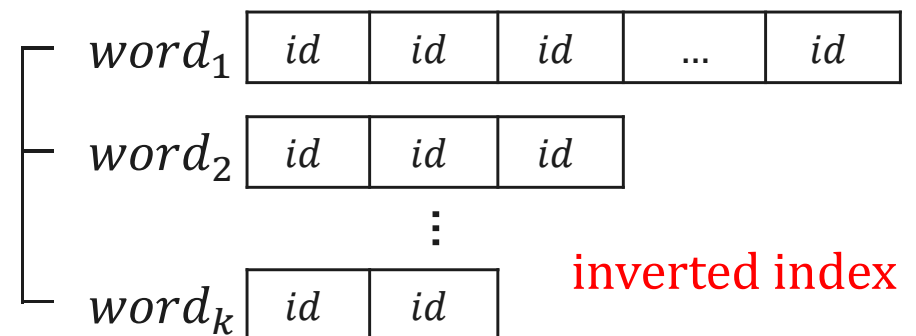 word₁ id id id ... id
word₂ id id id
⋮
inverted index
wordₖ id id